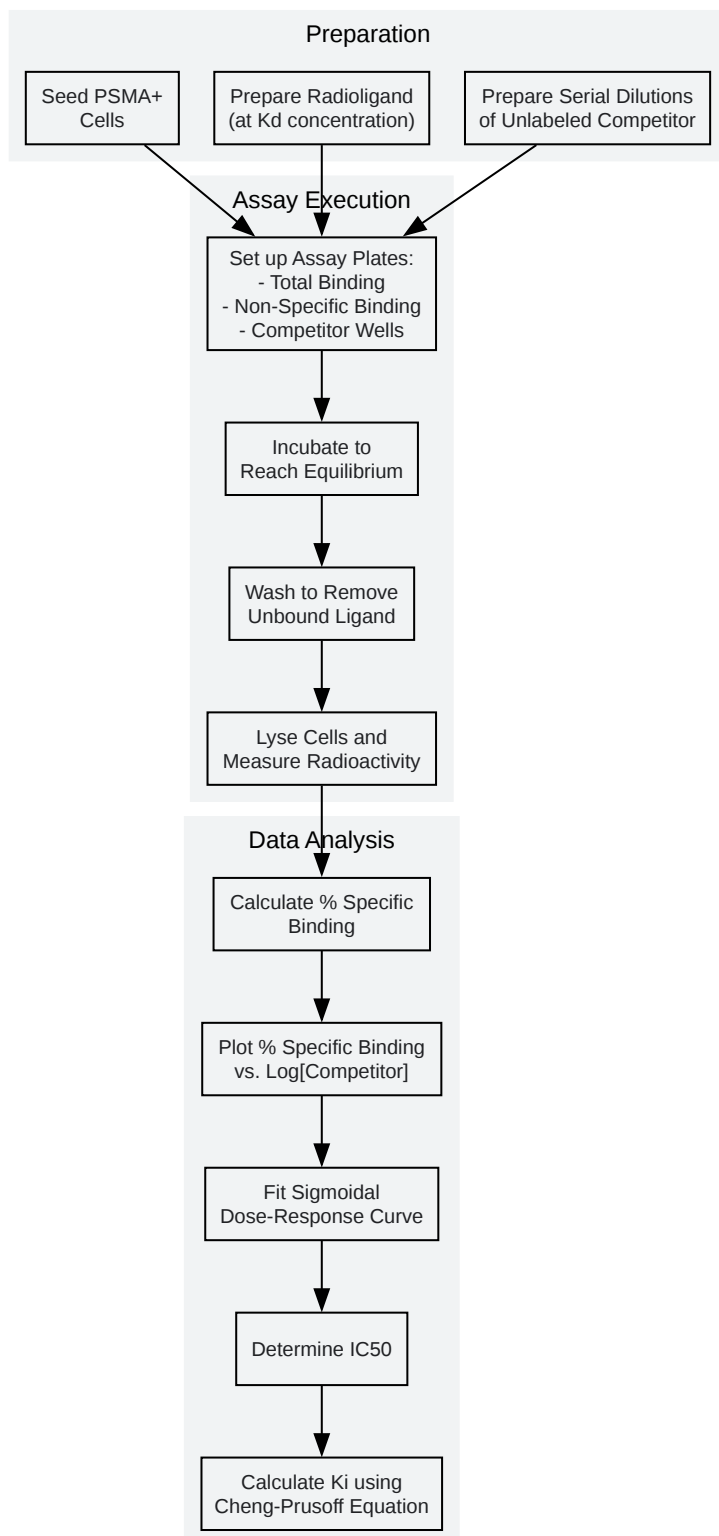 Preparation
Seed PSMA+
Cells
Prepare Radioligand
(at Kd concentration)
Prepare Serial Dilutions
of Unlabeled Competitor
Assay Execution
Set up Assay Plates:
- Total Binding
- Non-Specific Binding
- Competitor Wells
Incubate to
Reach Equilibrium
Wash to Remove
Unbound Ligand
Lyse Cells and
Measure Radioactivity
Data Analysis
Calculate % Specific
Binding
Plot % Specific Binding
vs. Log[Competitor]
Fit Sigmoidal
Dose-Response Curve
Determine IC50
Calculate Ki using
Cheng-Prusoff Equation